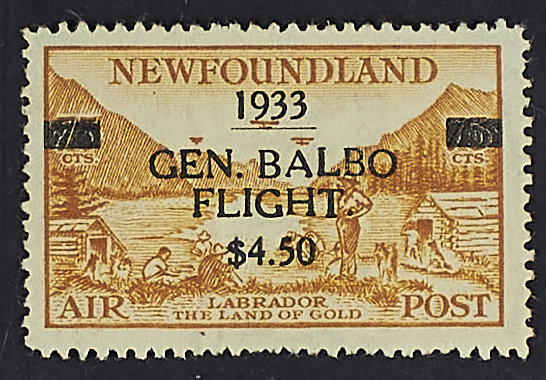 NEWFOUNDLAND
1933
75 75
CTS. CTS.
GEN. BALBO
FLIGHT.
$4.50
LABRADOR
AIR THE LAND OF GOLD POST